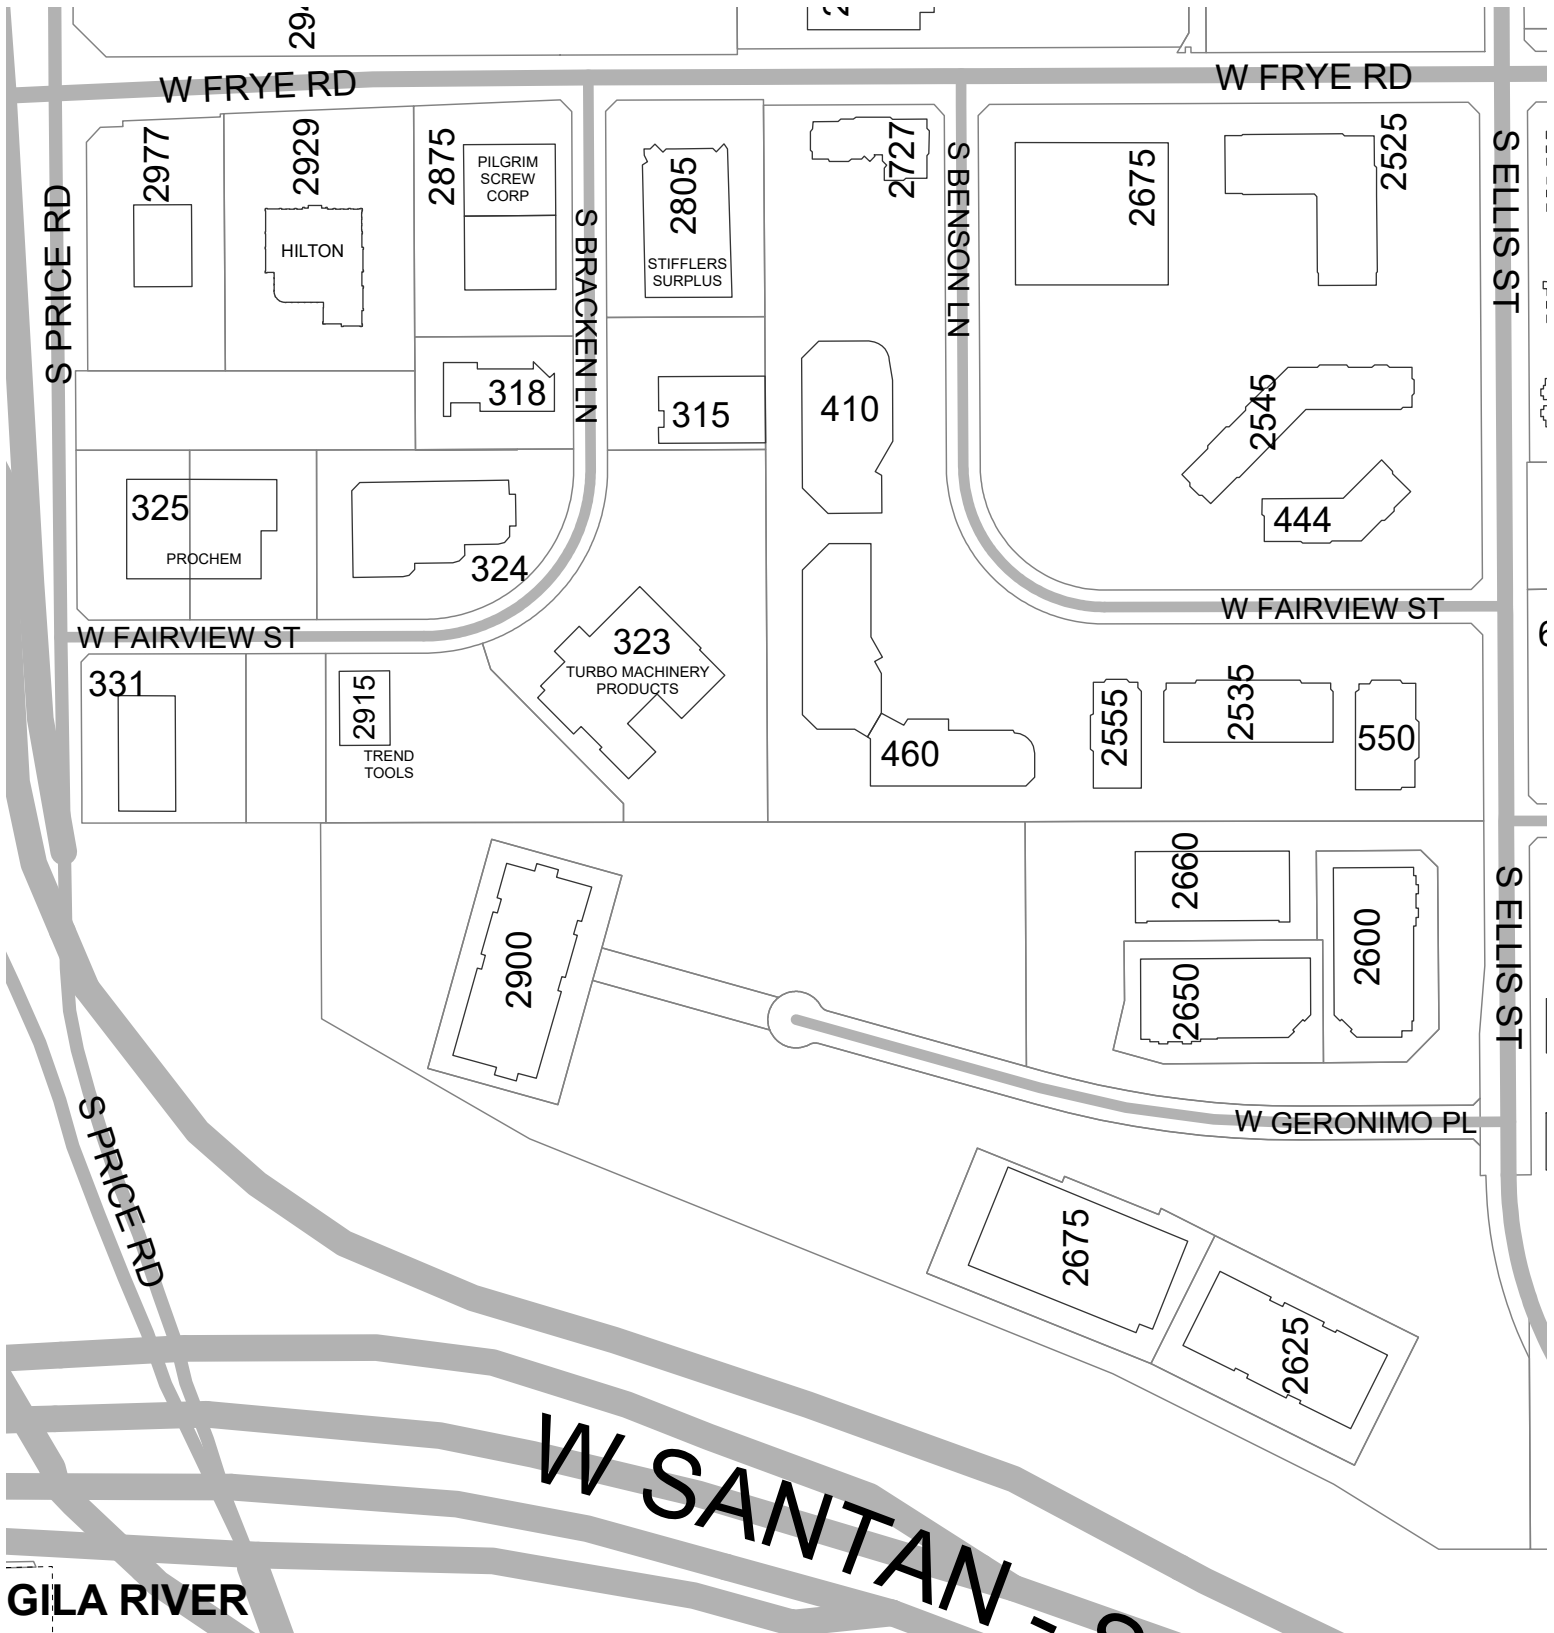 W FRYE RD
W FRYE RD
2977
2929
2875
PILGRIM
SCREW
CORP
2805
2727
2675
2525
HILTON
STIFFLERS
SURPLUS
S PRICE RD
S BRACKEN LN
S BENSON LN
S ELLIS ST
318
315
410
2545
325
PROCHEM
324
444
W FAIRVIEW ST
W FAIRVIEW ST
323
TURBO MACHINERY
PRODUCTS
331
2915
TREND
TOOLS
460
2555
2535
550
2660
2600
2650
S ELLIS ST
2900
W GERONIMO PL
S PRICE RD
2675
2625
W SANTAN -
GILA RIVER